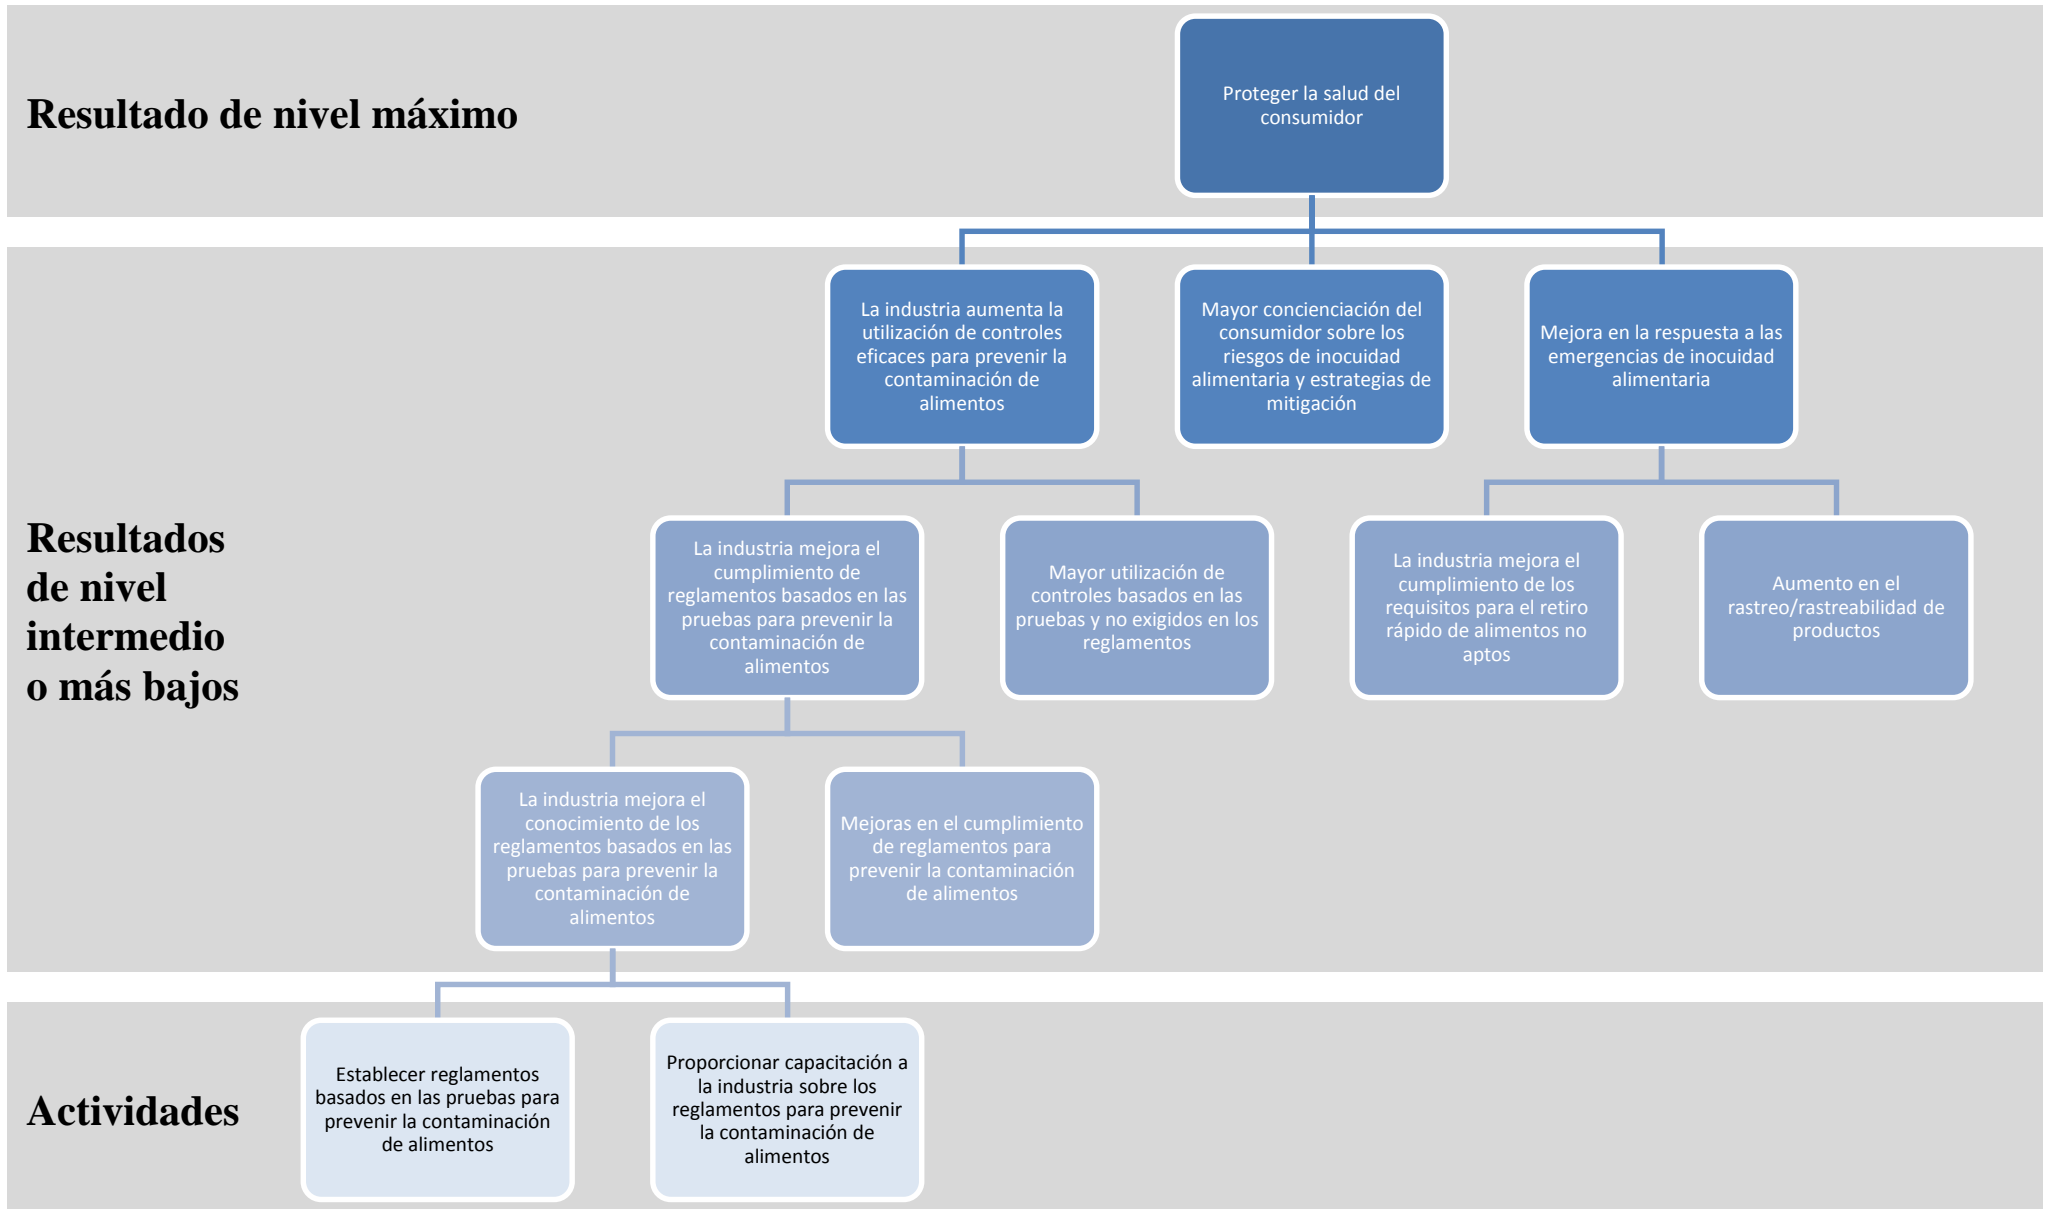 Resultado de nivel máximo
Proteger la salud del
consumidor
Resultados
de nivel
intermedio
o más bajos
La industria aumenta la
utilización de controles
eficaces para prevenir la
contaminación de
alimentos
Mayor concienciación del
consumidor sobre los
riesgos de inocuidad
alimentaria y estrategias de
mitigación
Mejora en la respuesta a las
emergencias de inocuidad
alimentaria
La industria mejora el
cumplimiento de
reglamentos basados en las
pruebas para prevenir la
contaminación de
alimentos
Mayor utilización de
controles basados en las
pruebas y no exigidos en los
reglamentos
La industria mejora el
cumplimiento de los
requisitos para el retiro
rápido de alimentos no
aptos
Aumento en el
rastreo/rastreabilidad de
productos
La industria mejora el
conocimiento de los
reglamentos basados en las
pruebas para prevenir la
contaminación de
alimentos
Mejoras en el cumplimiento
de reglamentos para
prevenir la contaminación
de alimentos
Actividades
Establecer reglamentos
basados en las pruebas para
prevenir la contaminación
de alimentos
Proporcionar capacitación a
la industria sobre los
reglamentos para prevenir
la contaminación de
alimentos